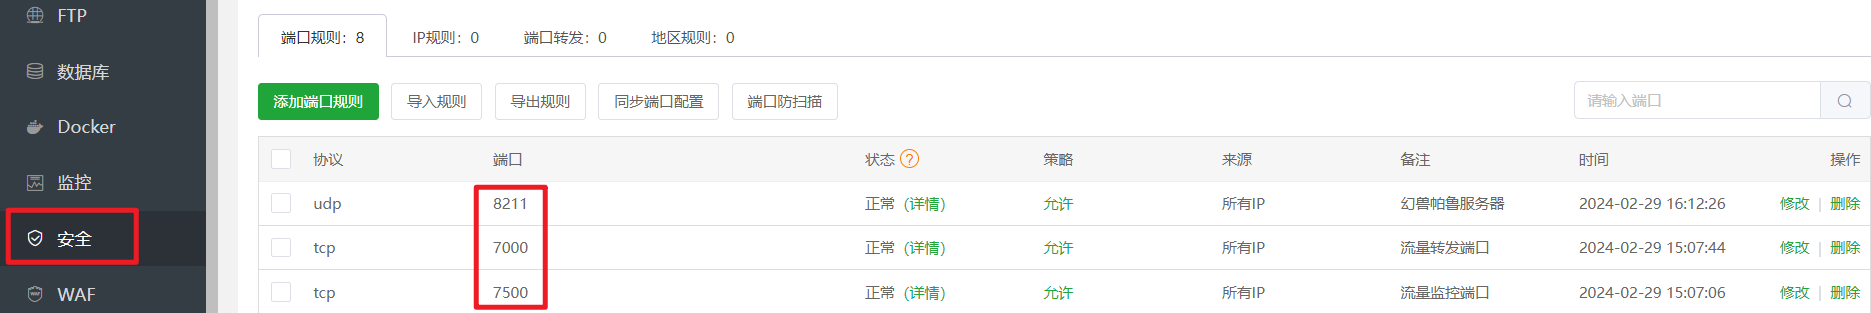 FTP
数据库
Docker
监控
安全
WAF
端口规则：8 IP规则：0 端口转发：0 地区规则：0
添加端口规则 导入规则 导出规则 同步端口配置 端口防扫描 请输入端口
协议 端口 状态 ? 策略 来源 备注 时间 操作
udp 8211 正常 (详情) 允许 所有IP 幻兽帕鲁服务器 2024-02-29 16:12:26 修改 | 删除
tcp 7000 正常 (详情) 允许 所有IP 流量转发端口 2024-02-29 15:07:44 修改 | 删除
tcp 7500 正常 (详情) 允许 所有IP 流量监控端口 2024-02-29 15:07:06 修改 | 删除